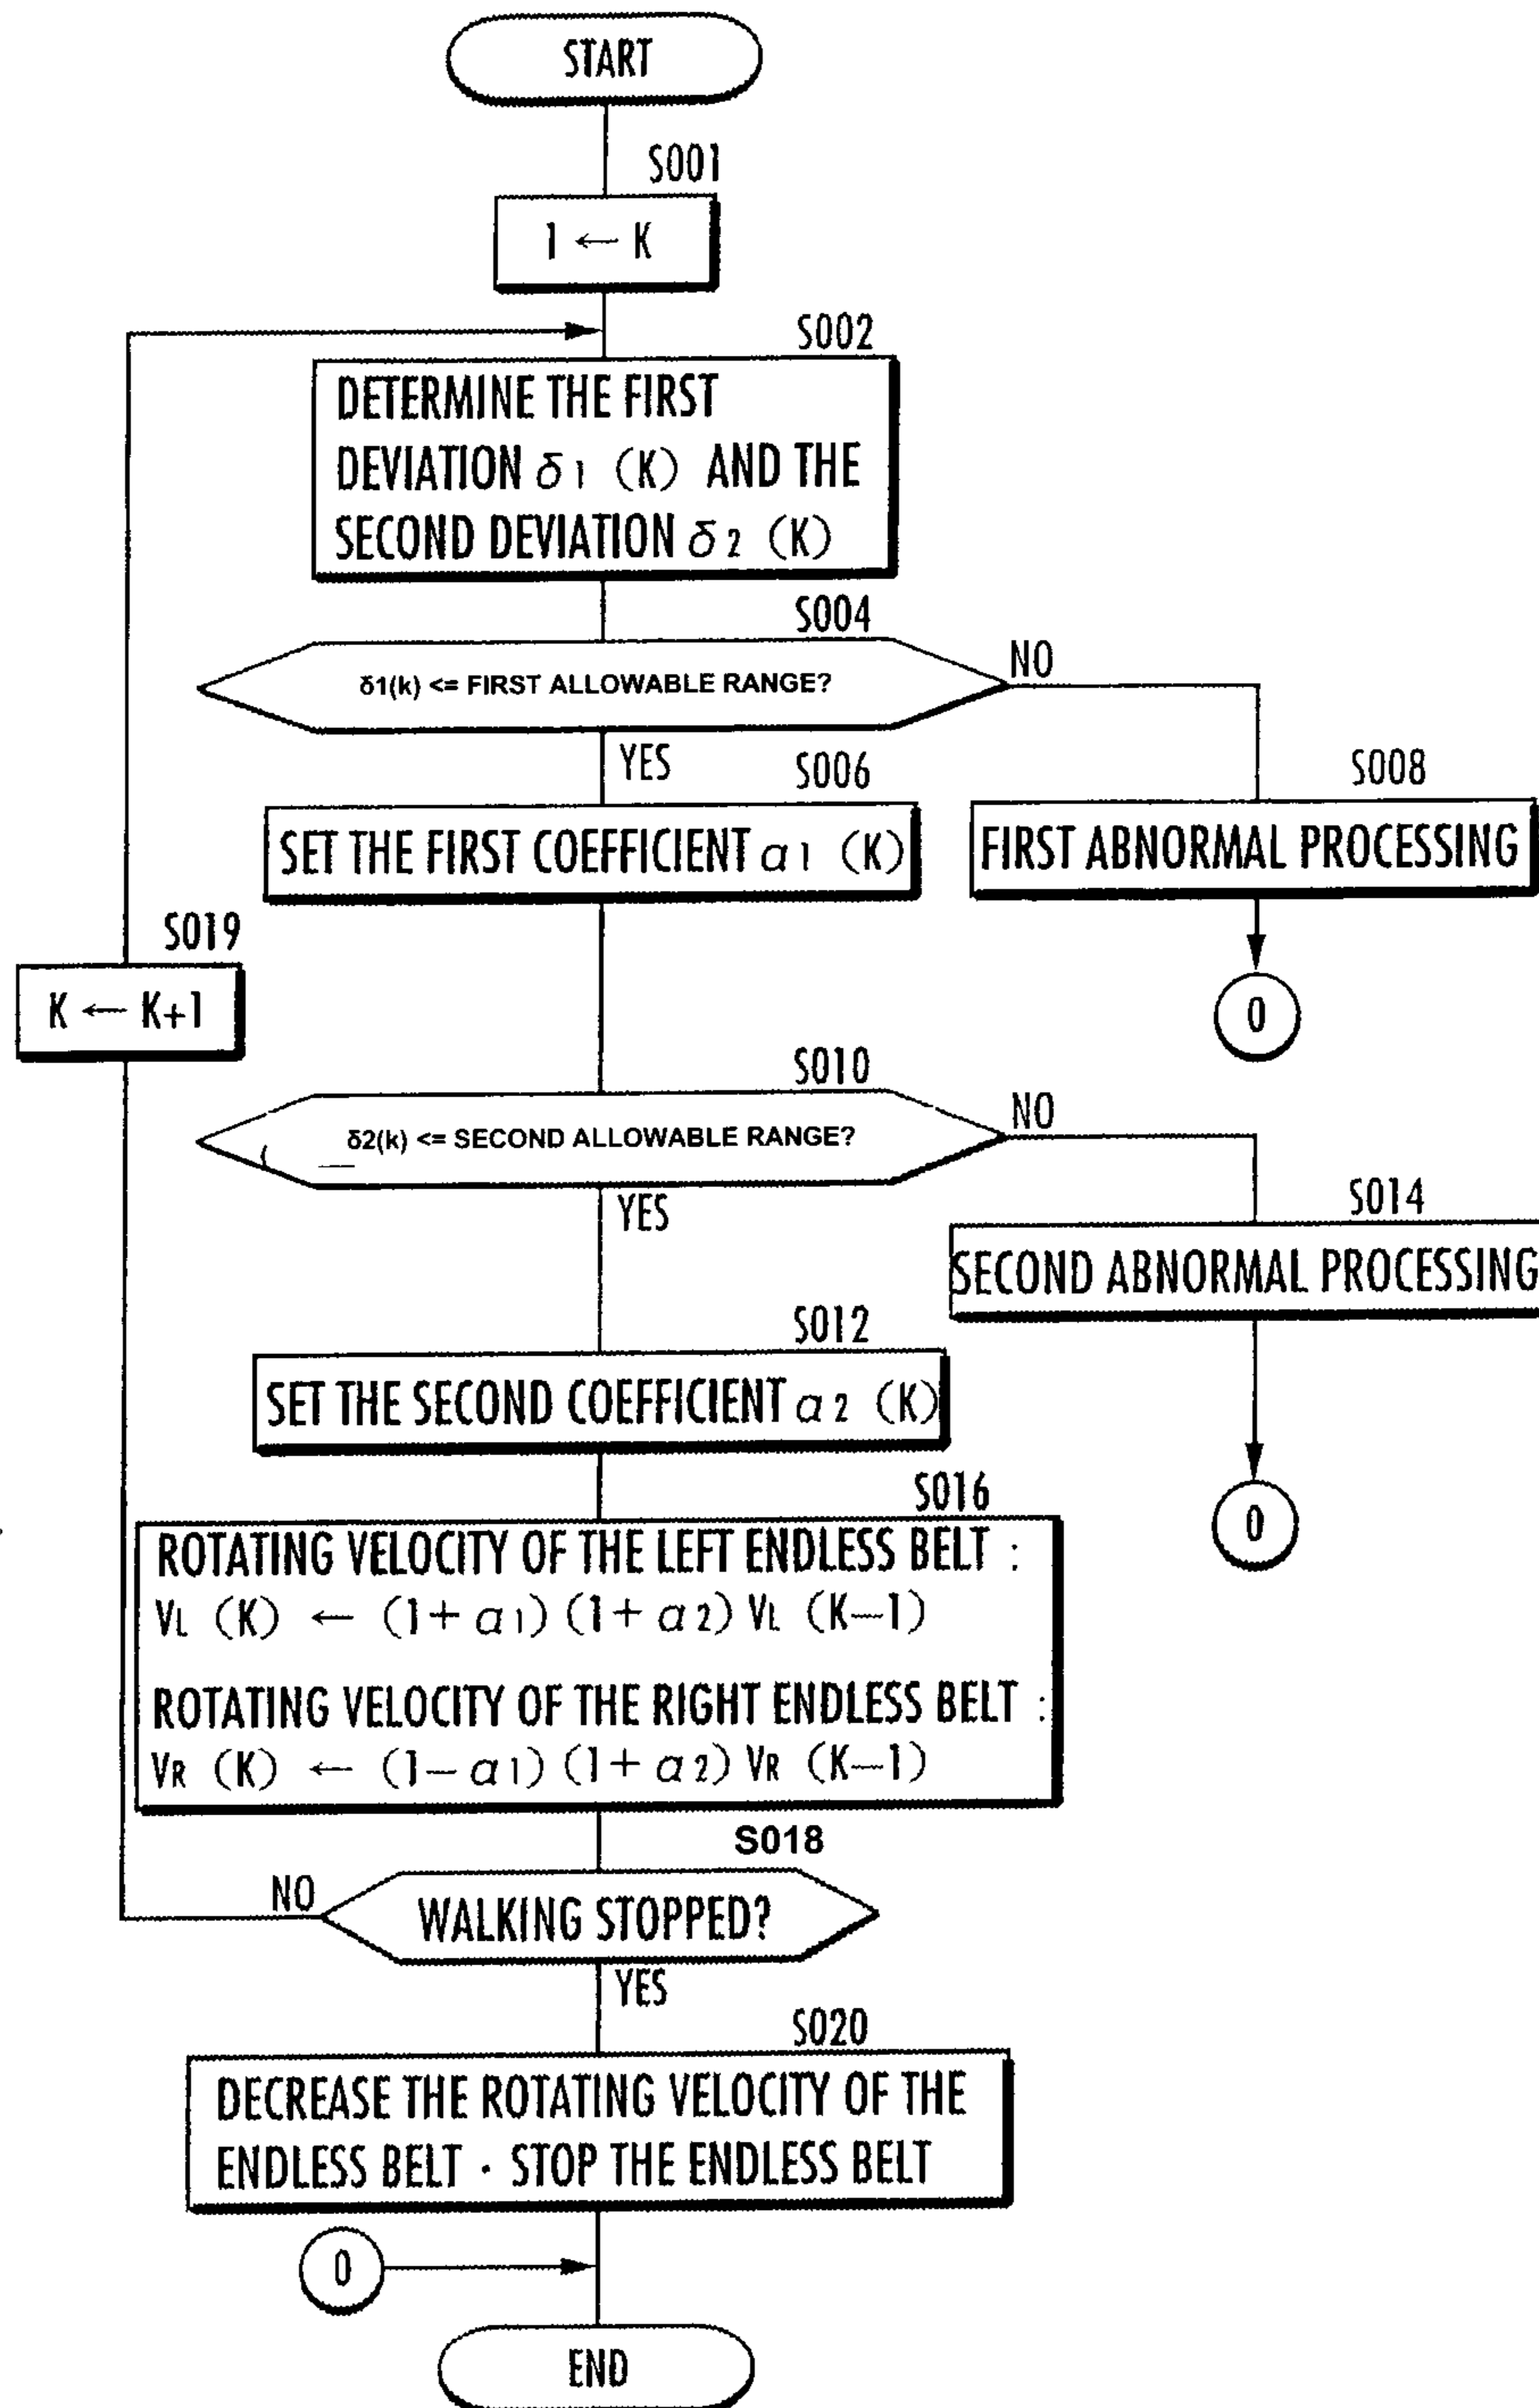 START
S001
1 ← K
S002
DETERMINE THE FIRST
DEVIATION δ1 (K) AND THE
SECOND DEVIATION δ2 (K)
S004
δ1(k) <= FIRST ALLOWABLE RANGE?
NO
YES
S006
S008
SET THE FIRST COEFFICIENT α1 (K)
FIRST ABNORMAL PROCESSING
S019
K ← K+1
0
S010
δ2(k) <= SECOND ALLOWABLE RANGE?
NO
YES
S014
SECOND ABNORMAL PROCESSING
S012
SET THE SECOND COEFFICIENT α2 (K)
0
S016
ROTATING VELOCITY OF THE LEFT ENDLESS BELT :
VL (K) ← (1+α1) (1+α2) VL (K−1)
ROTATING VELOCITY OF THE RIGHT ENDLESS BELT :
VR (K) ← (1−α1) (1+α2) VR (K−1)
S018
NO
WALKING STOPPED?
YES
S020
DECREASE THE ROTATING VELOCITY OF THE
ENDLESS BELT · STOP THE ENDLESS BELT
0
END